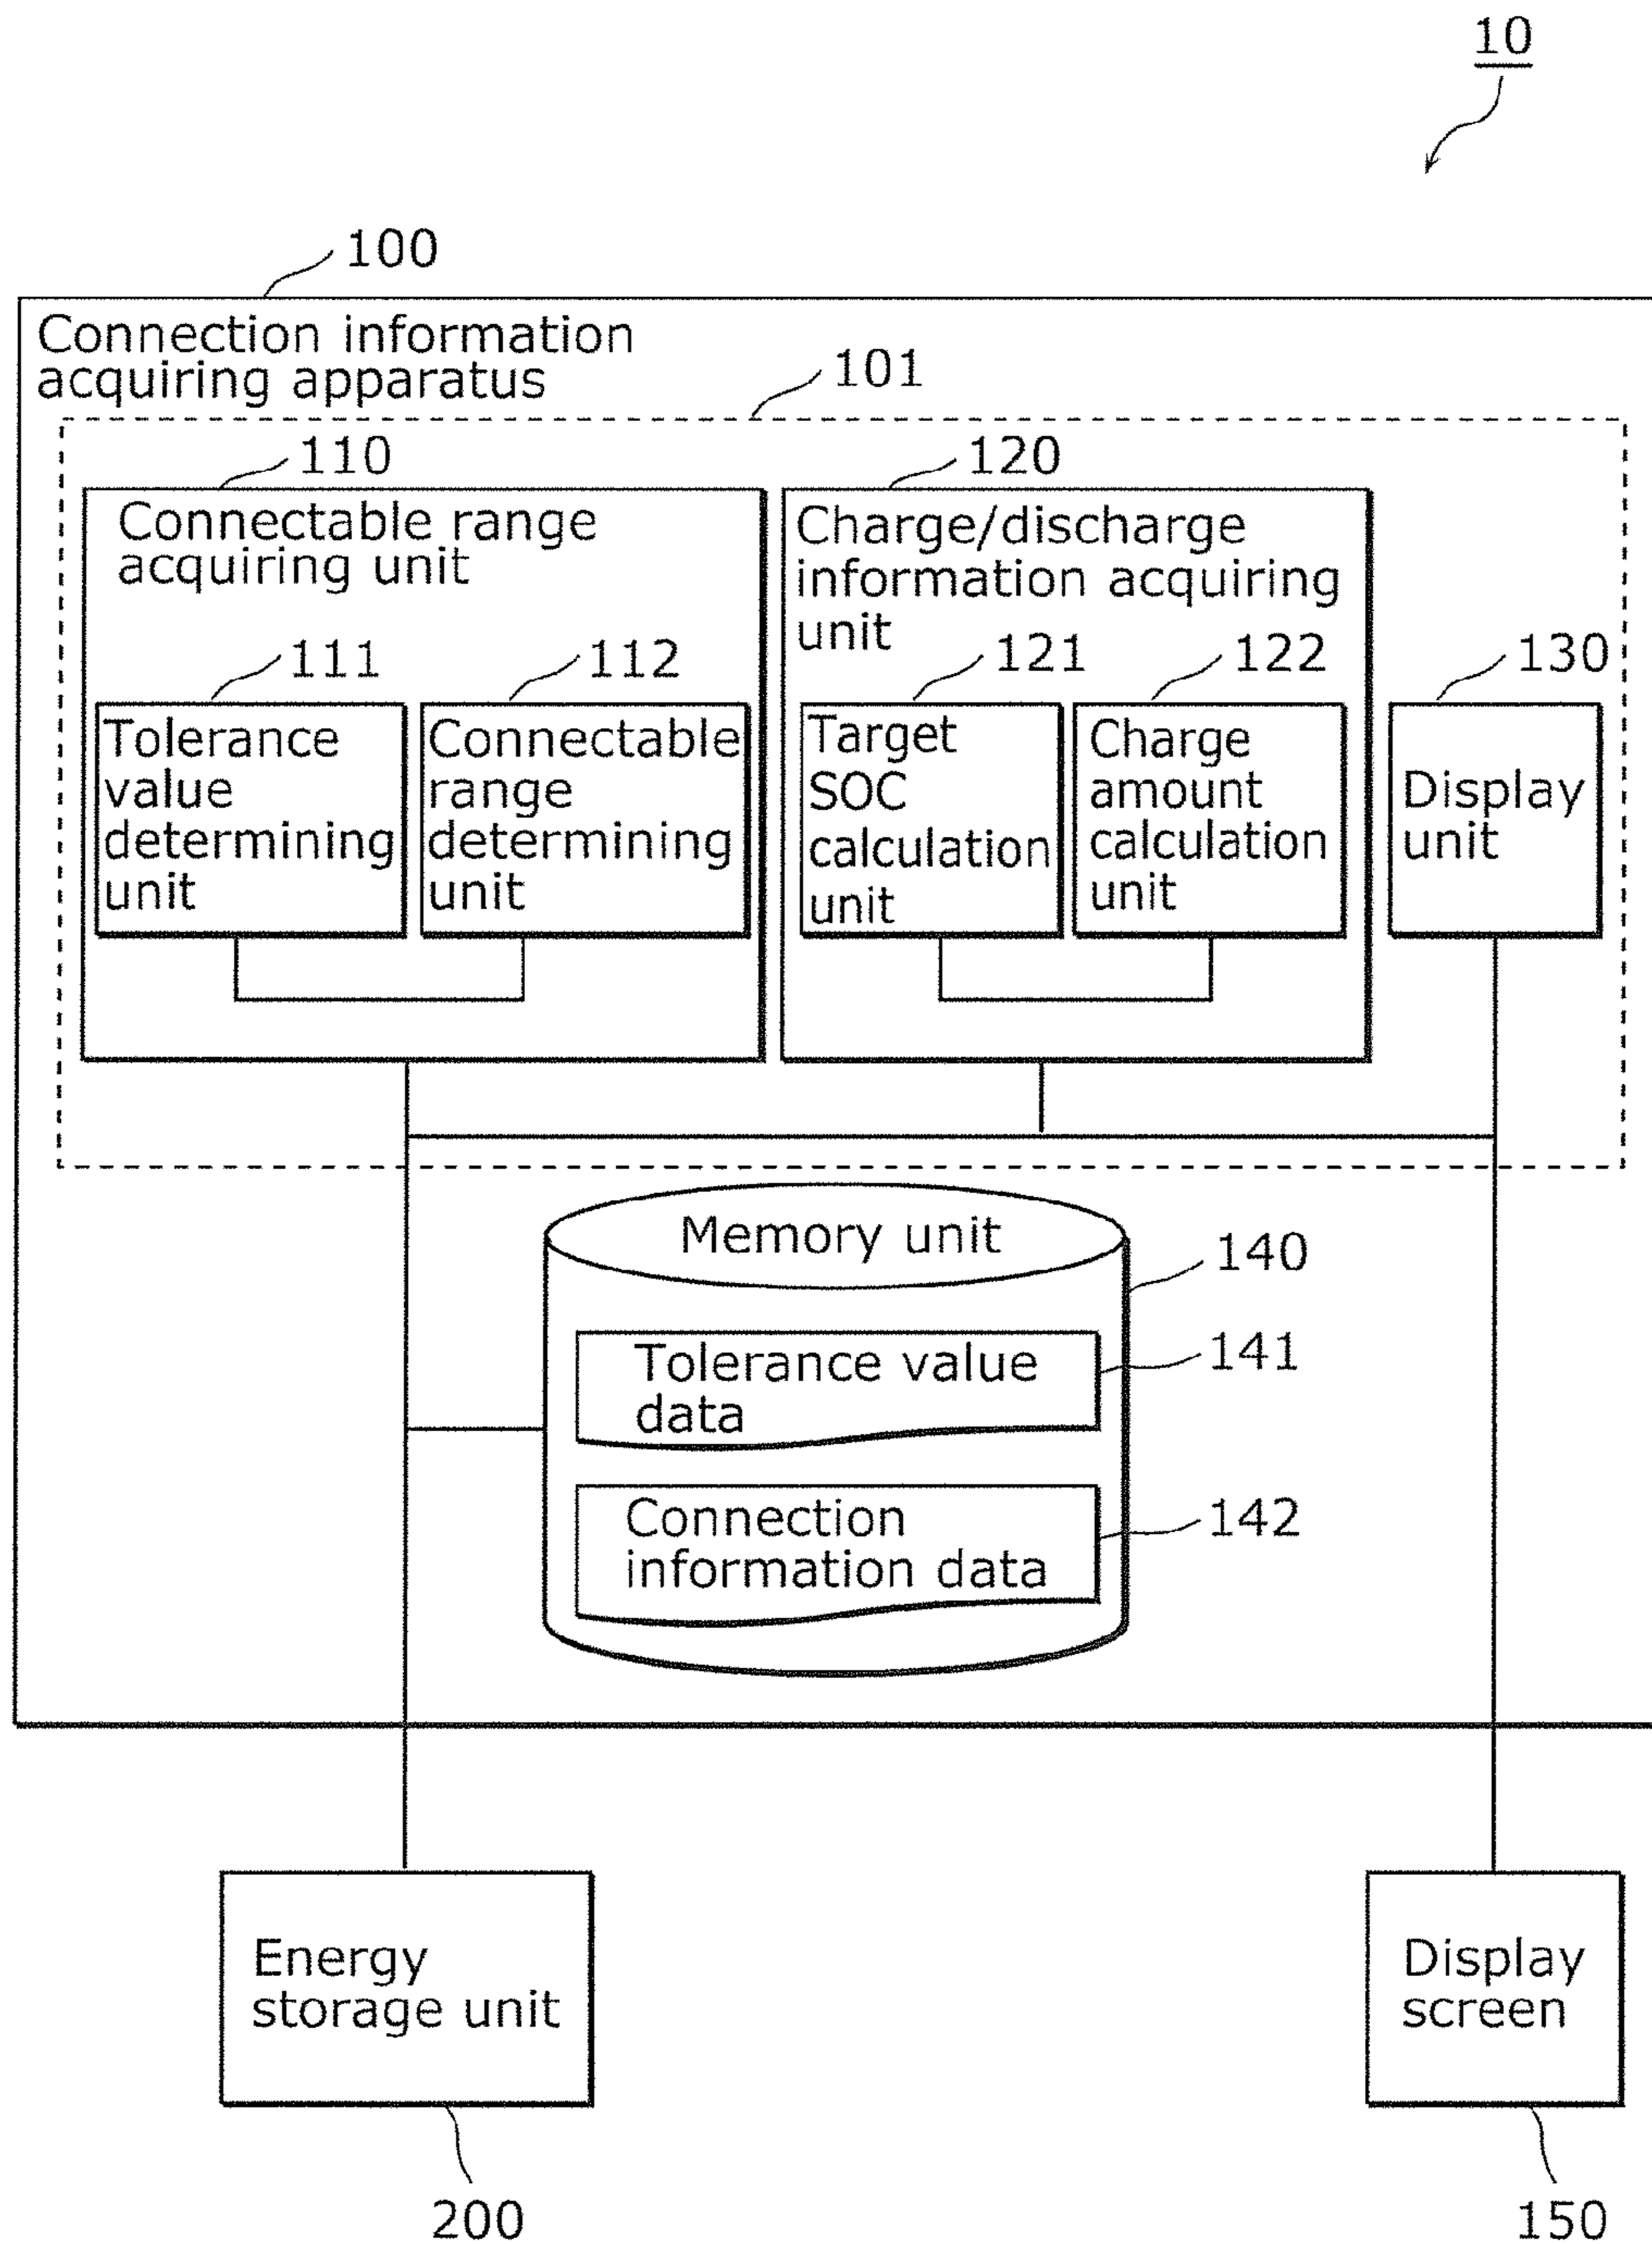 10
100
Connection information
acquiring apparatus
101
110
120
Connectable range
acquiring unit
Charge/discharge
information acquiring
unit
111
112
121
122
130
Tolerance
value
determining
unit
Connectable
range
determining
unit
Target
SOC
calculation
unit
Charge
amount
calculation
unit
Display
unit
Memory unit
140
Tolerance value
data
141
Connection
information data
142
Energy
storage unit
Display
screen
200
150